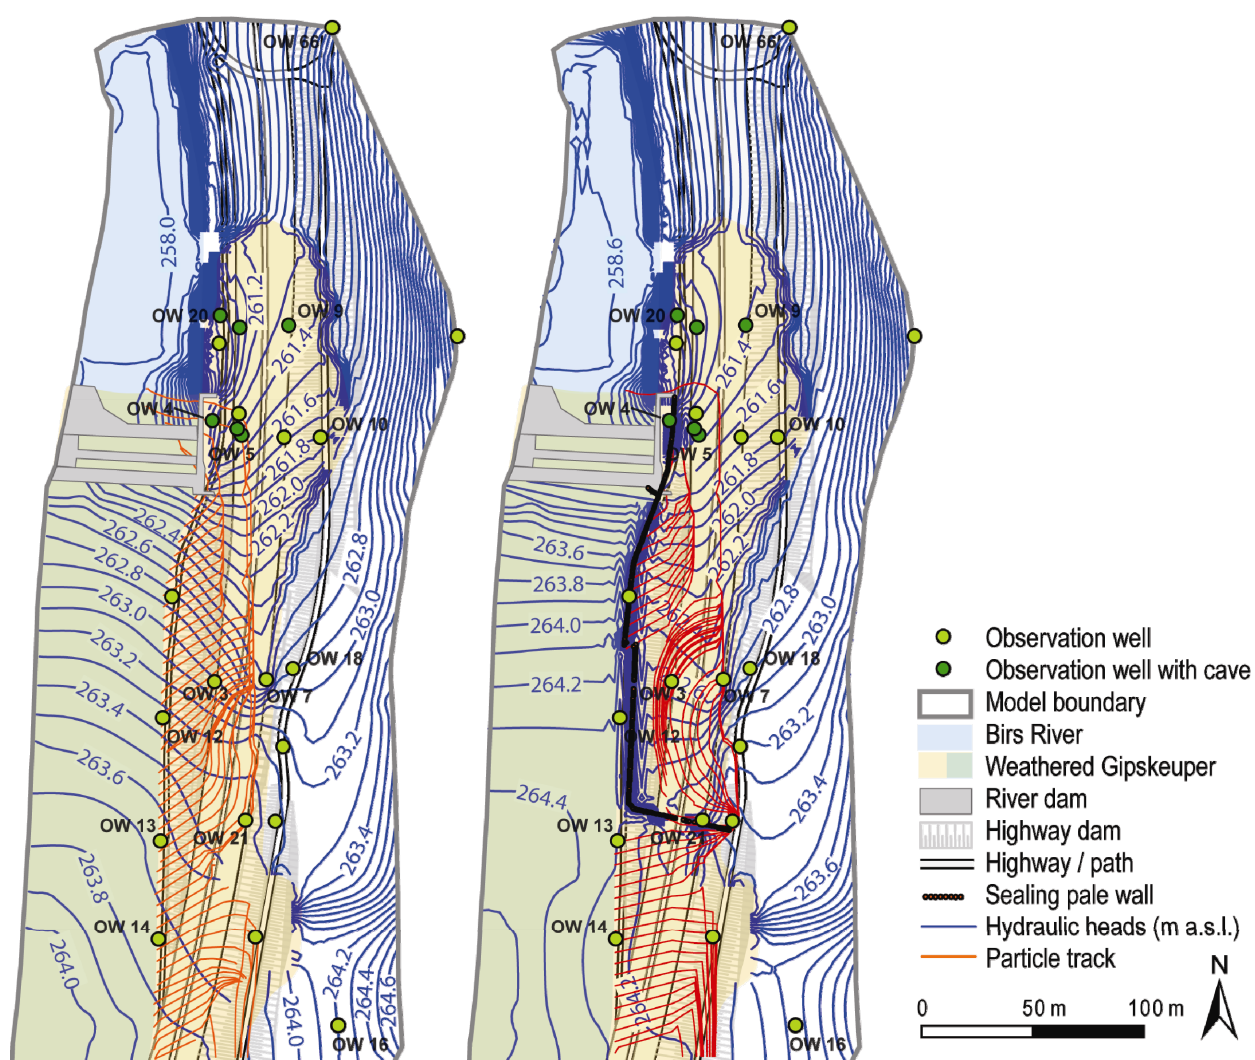 OW 66
258.0
OW 20
261.2
OW 9
261.4
OW 4
261.6
OW 10
OW 5
261.8
262.0
262.2
262.4
262.6
262.8
262.8
263.0
263.0
263.2
OW 18
OW 3
OW 7
263.4
OW 12
263.2
263.6
OW 13
OW 21
263.4
263.8
OW 14
264.0
264.2
264.4
264.6
264.0
OW 16
OW 66
258.6
OW 20
OW 9
261.4
OW 4
261.6
OW 10
OW 5
261.8
262.0
262.2
263.6
263.8
264.0
262.8
263.0
264.2
OW 18
OW 3
OW 7
OW 12
263.2
264.4
263.4
OW 13
OW 21
263.6
OW 14
264.2
OW 16
Observation well
Observation well with cave
Model boundary
Birs River
Weathered Gipskeuper
River dam
Highway dam
Highway / path
Sealing pale wall
Hydraulic heads (m a.s.l.)
Particle track
N
0 50 m 100 m